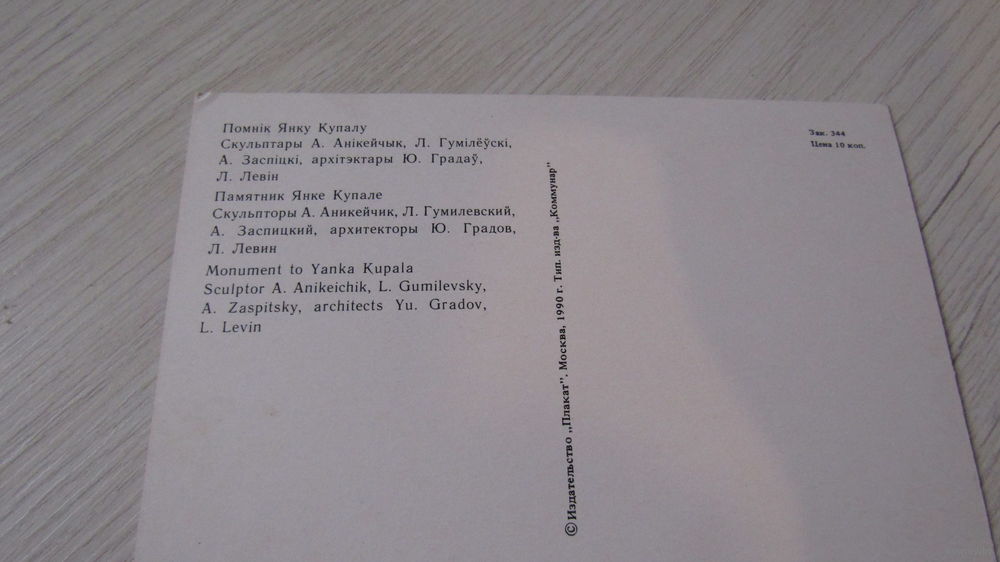 Помнік Янку Купалу
Скульптары А. Анікейчык, Л. Гумілёўскі,
А. Заспіцкі, архітэктары Ю. Градаў,
Л. Левін
Памятник Янке Купале
Скульпторы А. Аникейчик, Л. Гумилевский,
А. Заспицкий, архитекторы Ю. Градов,
Л. Левин
Monument to Yanka Kupala
Sculptor A. Anikeichik, L. Gumilevsky,
A. Zaspitsky, architects Yu. Gradov,
L. Levin
© Издательство „Плакат”. Москва, 1990 г. Тип. изд-ва „Коммунар”
Зак. 344
Цена 10 коп.